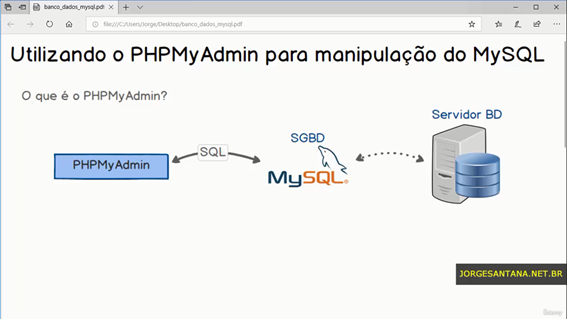 banco_dados_mysql.pdf
file:///C:/Users/Jorge/Desktop/banco_dados_mysql.pdf
Utilizando o PHPMyAdmin para manipulação do MySQL
O que é o PHPMyAdmin?
Servidor BD
SGBD
SQL
PHPMyAdmin
MySQL
JORGESANTANA.NET.BR
Udemy